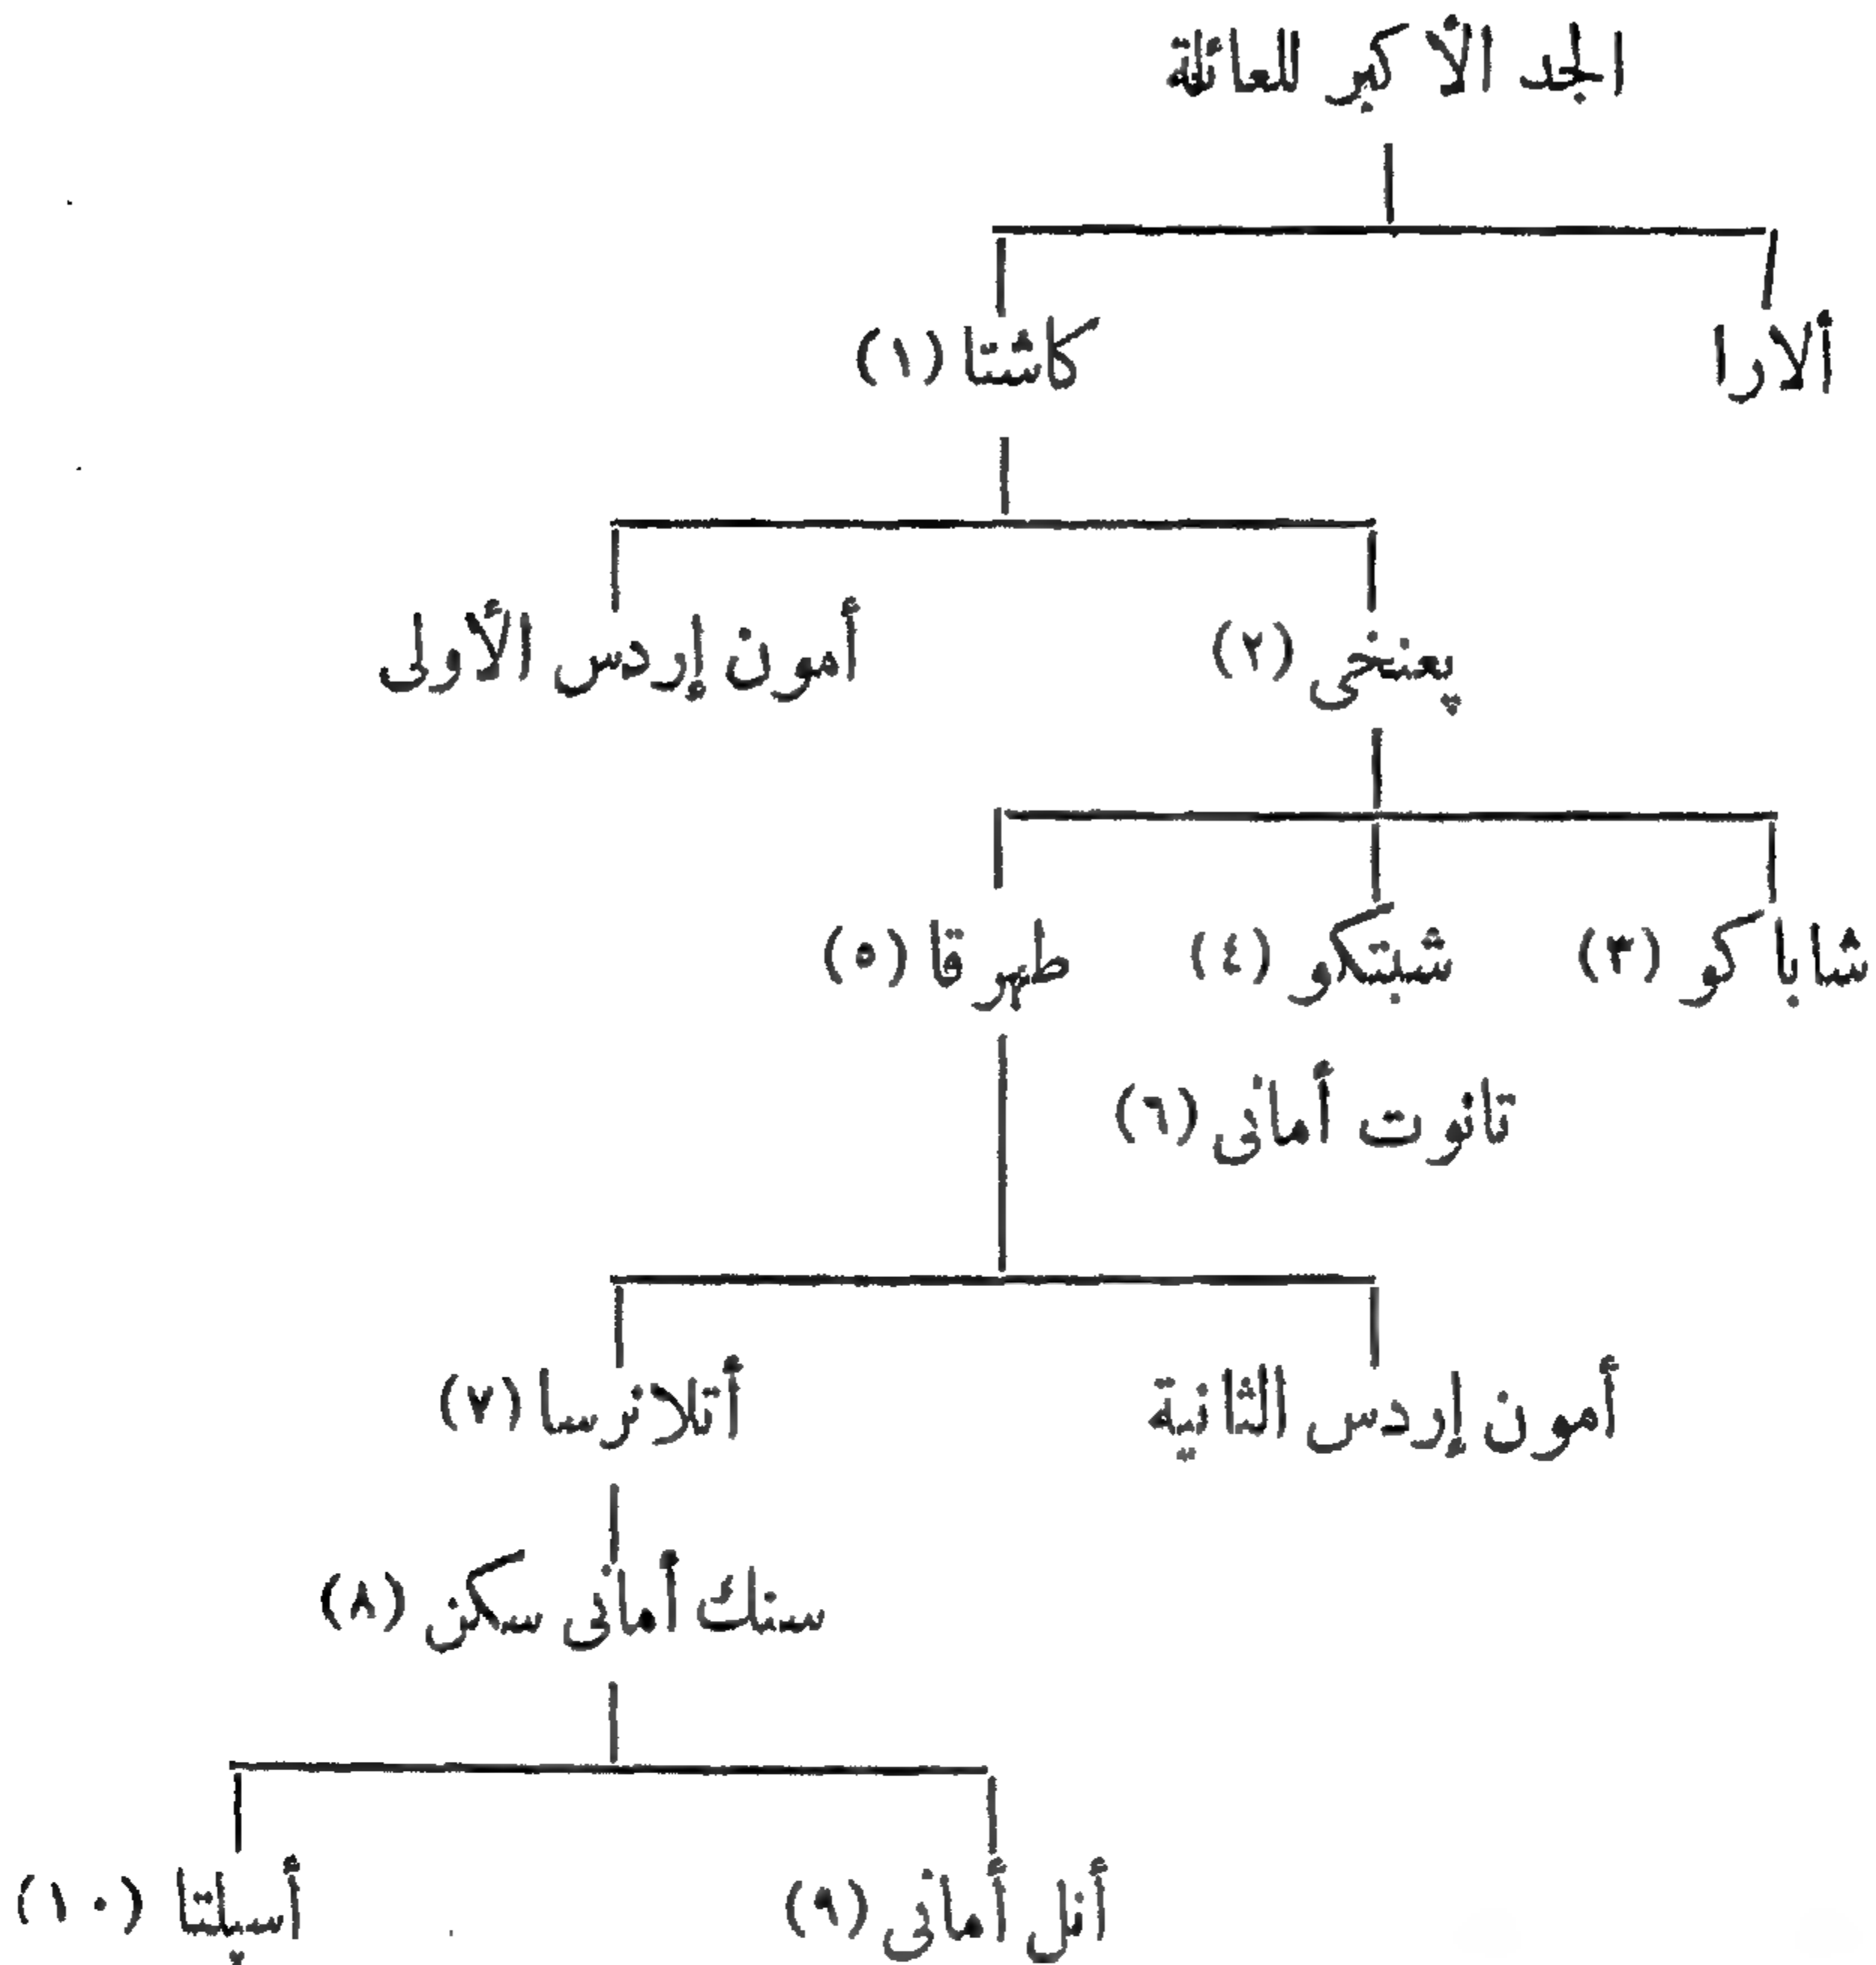 الجد الأكبر للعائلة
ألارا
كاشتا (١)
پعنخى (٢)
أمون إردس الأولى
شاباكو (٣)
شبتكو (٤)
طهرقا (٥)
تانوت أمانى (٦)
أمون إردس الثانية
أتلانرسا (٧)
سنك أمانى سكن (٨)
أنل أمانى (٩)
أسپلتا (١٠)